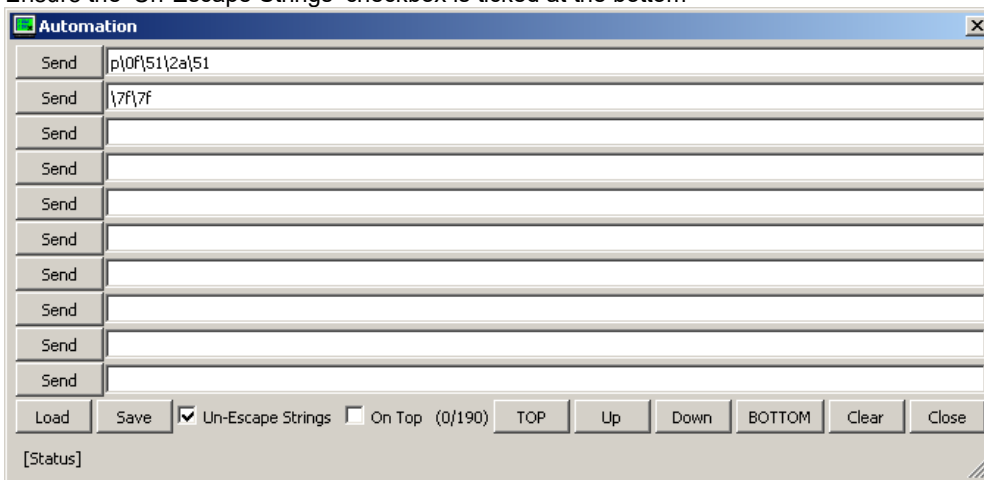 Ensure the 'Un-Escape Strings' checkbox is ticked at the bottom
Automation
Send p\0f\51\2a\51
Send \7f\7f
Send
Send
Send
Send
Send
Send
Send
Send
Load Save Un-Escape Strings On Top (0/190) TOP Up Down BOTTOM Clear Close
[Status]